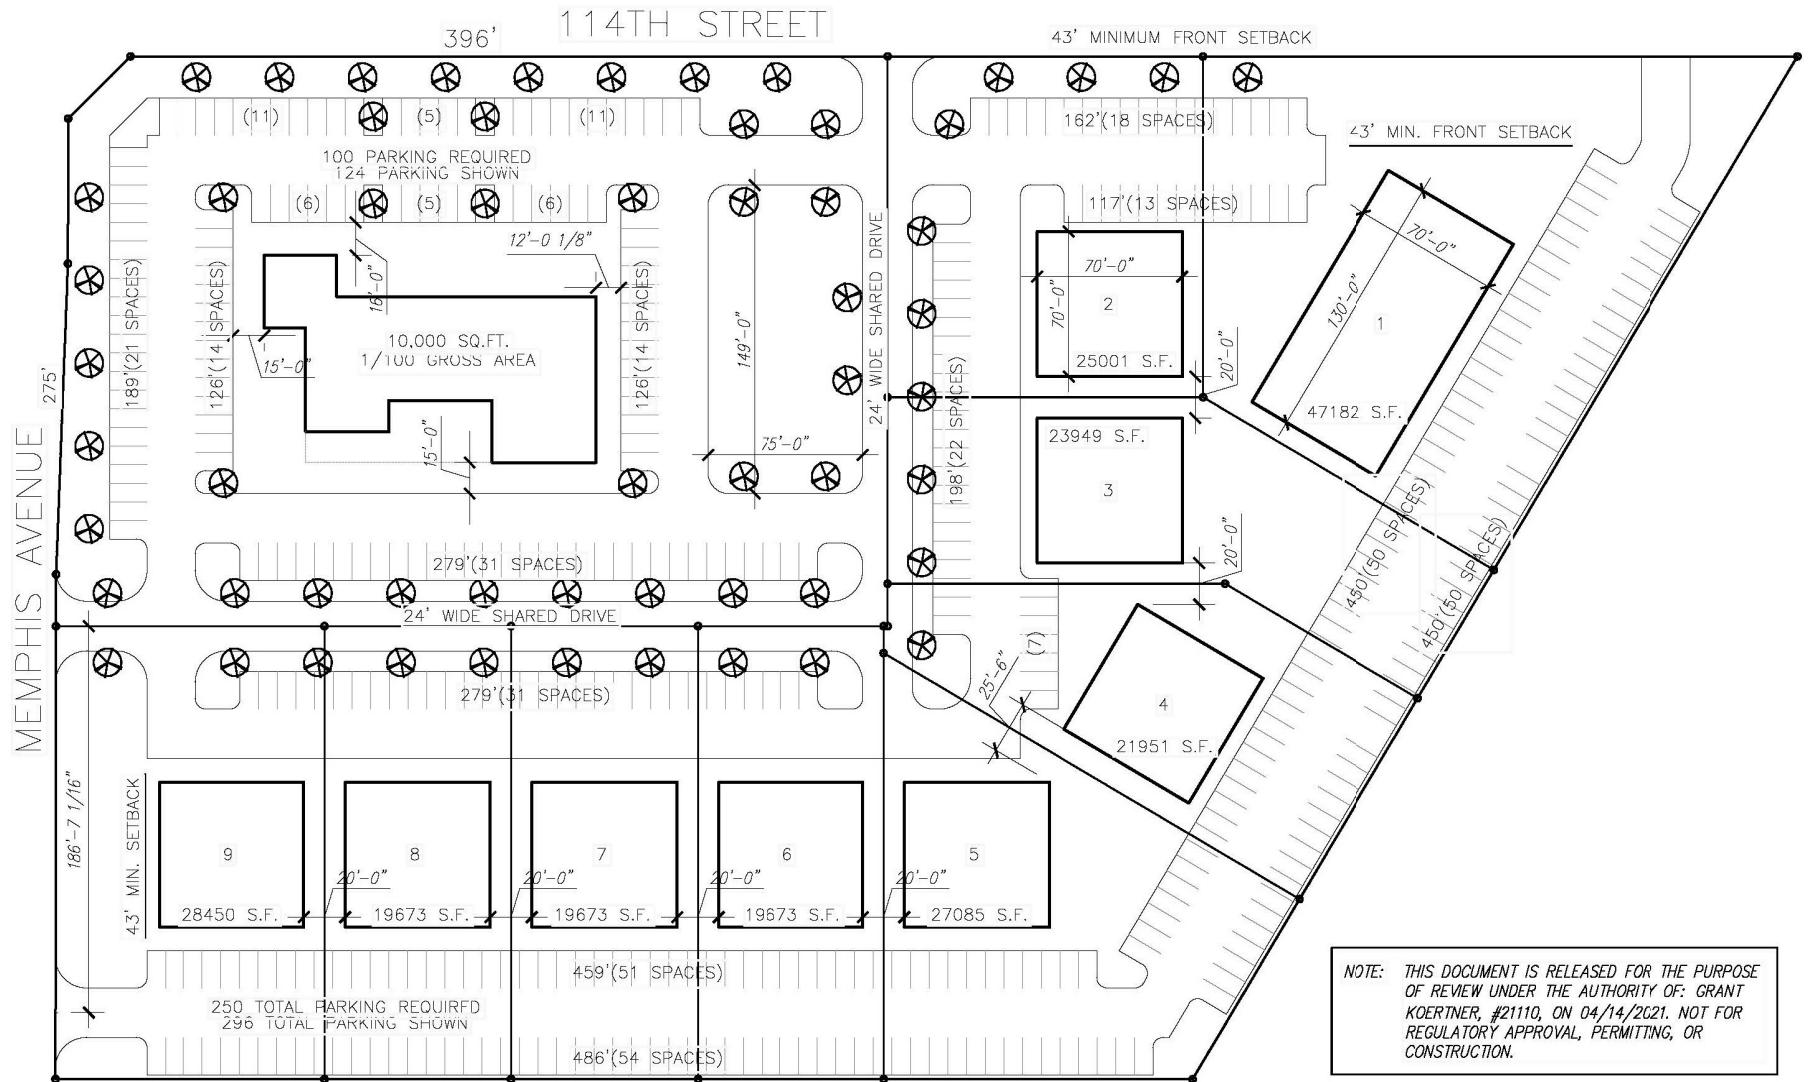 114TH STREET
396'
43' MINIMUM FRONT SETBACK
(11)
(5)
(11)
162'(18 SPACES)
43' MIN. FRONT SETBACK
100 PARKING REQUIRED
124 PARKING SHOWN
(6)
(5)
(6)
117'(13 SPACES)
12'-0 1/8"
16'-0"
70'-0"
70'-0"
2
25001 S.F.
70'-0"
130'-0"
1
47182 S.F.
20'-0"
10,000 SQ.FT.
1/100 GROSS AREA
15'-0"
15'-0"
149'-0"
75'-0"
24' WIDE SHARED DRIVE
189'(21 SPACES)
126'(14 SPACES)
126'(14 SPACES)
275'
MEMPHIS AVENUE
198'(22 SPACES)
23949 S.F.
3
20'-0"
450'(50 SPACES)
450'(50 SPACES)
279'(31 SPACES)
24' WIDE SHARED DRIVE
279'(31 SPACES)
(7)
25'-6"
4
21951 S.F.
186'-7 1/16"
43' MIN. SETBACK
9
8
7
6
5
20'-0"
20'-0"
20'-0"
20'-0"
28450 S.F.
19673 S.F.
19673 S.F.
19673 S.F.
27085 S.F.
459'(51 SPACES)
250 TOTAL PARKING REQUIRED
296 TOTAL PARKING SHOWN
486'(54 SPACES)
NOTE: THIS DOCUMENT IS RELEASED FOR THE PURPOSE
OF REVIEW UNDER THE AUTHORITY OF: GRANT
KOERTNER, #21110, ON 04/14/2021. NOT FOR
REGULATORY APPROVAL, PERMITTING, OR
CONSTRUCTION.